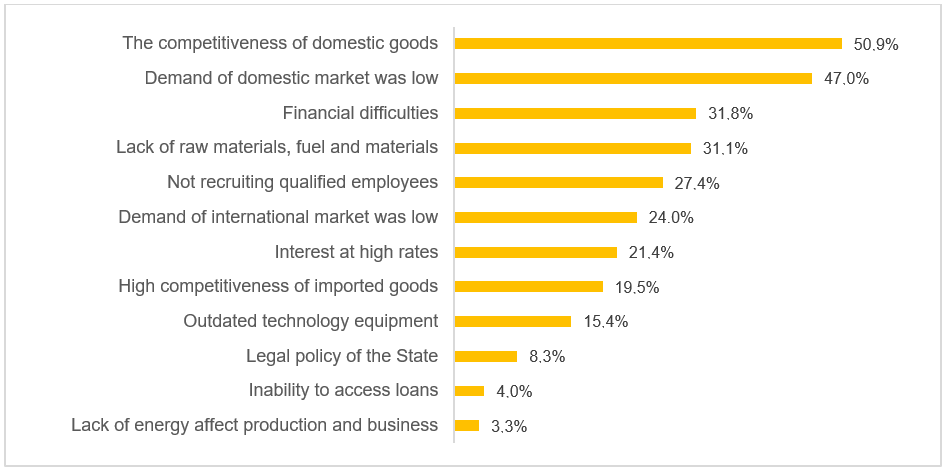 The competitiveness of domestic goods 50,9%
Demand of domestic market was low 47,0%
Financial difficulties 31,8%
Lack of raw materials, fuel and materials 31,1%
Not recruiting qualified employees 27,4%
Demand of international market was low 24,0%
Interest at high rates 21,4%
High competitiveness of imported goods 19,5%
Outdated technology equipment 15,4%
Legal policy of the State 8,3%
Inability to access loans 4,0%
Lack of energy affect production and business 3,3%